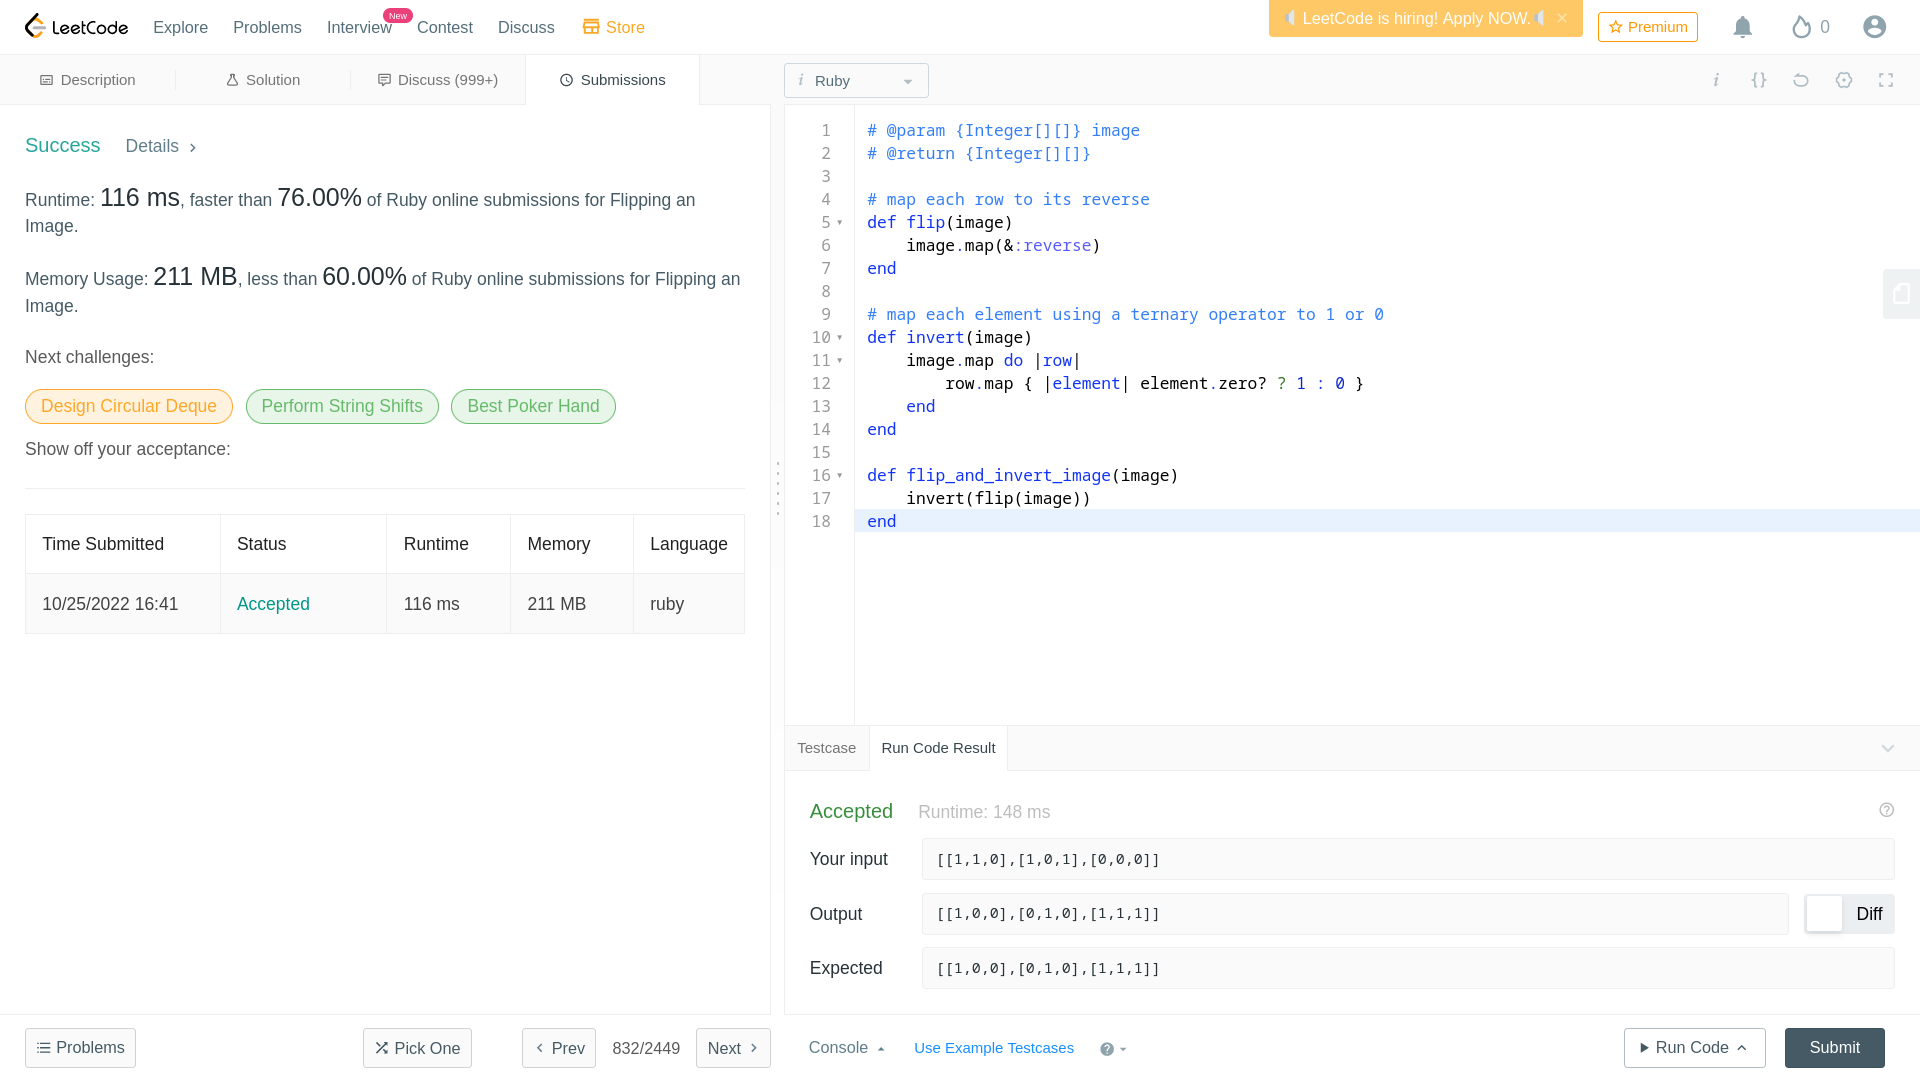 LeetCode
Explore
Problems
Interview
New
Contest
Discuss
Store
LeetCode is hiring! Apply NOW.
Premium
0
Description
Solution
Discuss (999+)
Submissions
i Ruby
i
{}
Success
Details >
Runtime: 116 ms, faster than 76.00% of Ruby online submissions for Flipping an
Image.
Memory Usage: 211 MB, less than 60.00% of Ruby online submissions for Flipping an
Image.
Next challenges:
Design Circular Deque
Perform String Shifts
Best Poker Hand
Show off your acceptance:
Time Submitted Status Runtime Memory Language
10/25/2022 16:41 Accepted 116 ms 211 MB ruby
1 # @param {Integer[][]} image
2 # @return {Integer[][]}
3
4 # map each row to its reverse
5 def flip(image)
6     image.map(&:reverse)
7 end
8
9 # map each element using a ternary operator to 1 or 0
10 def invert(image)
11     image.map do |row|
12         row.map { |element| element.zero? ? 1 : 0 }
13     end
14 end
15
16 def flip_and_invert_image(image)
17     invert(flip(image))
18 end
Testcase
Run Code Result
Accepted
Runtime: 148 ms
Your input [[1,1,0],[1,0,1],[0,0,0]]
Output [[1,0,0],[0,1,0],[1,1,1]] Diff
Expected [[1,0,0],[0,1,0],[1,1,1]]
Problems
Pick One
< Prev
832/2449
Next >
Console
Use Example Testcases
?
Run Code
Submit